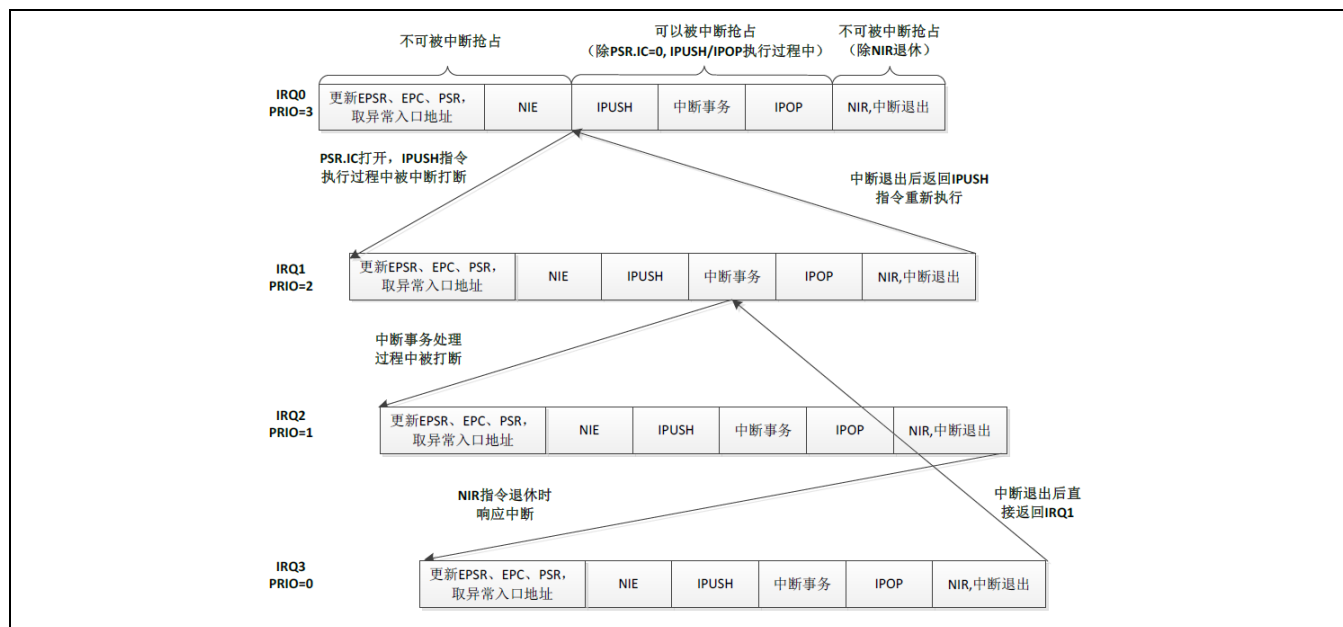 不可被中断抢占
可以被中断抢占
（除PSR.IC=0, IPUSH/IPOP执行过程中）
不可被中断抢占
（除NIR退休）
IRQ0
PRIO=3
更新EPSR、EPC、PSR，
取异常入口地址
NIE
IPUSH
中断事务
IPOP
NIR,中断退出
PSR.IC打开，IPUSH指令
执行过程中被中断打断
中断退出后返回IPUSH
指令重新执行
IRQ1
PRIO=2
更新EPSR、EPC、PSR，
取异常入口地址
NIE
IPUSH
中断事务
IPOP
NIR,中断退出
中断事务处理
过程中被打断
IRQ2
PRIO=1
更新EPSR、EPC、PSR，
取异常入口地址
NIE
IPUSH
中断事务
IPOP
NIR,中断退出
NIR指令退休时
响应中断
中断退出后直
接返回IRQ1
IRQ3
PRIO=0
更新EPSR、EPC、PSR，
取异常入口地址
NIE
IPUSH
中断事务
IPOP
NIR,中断退出